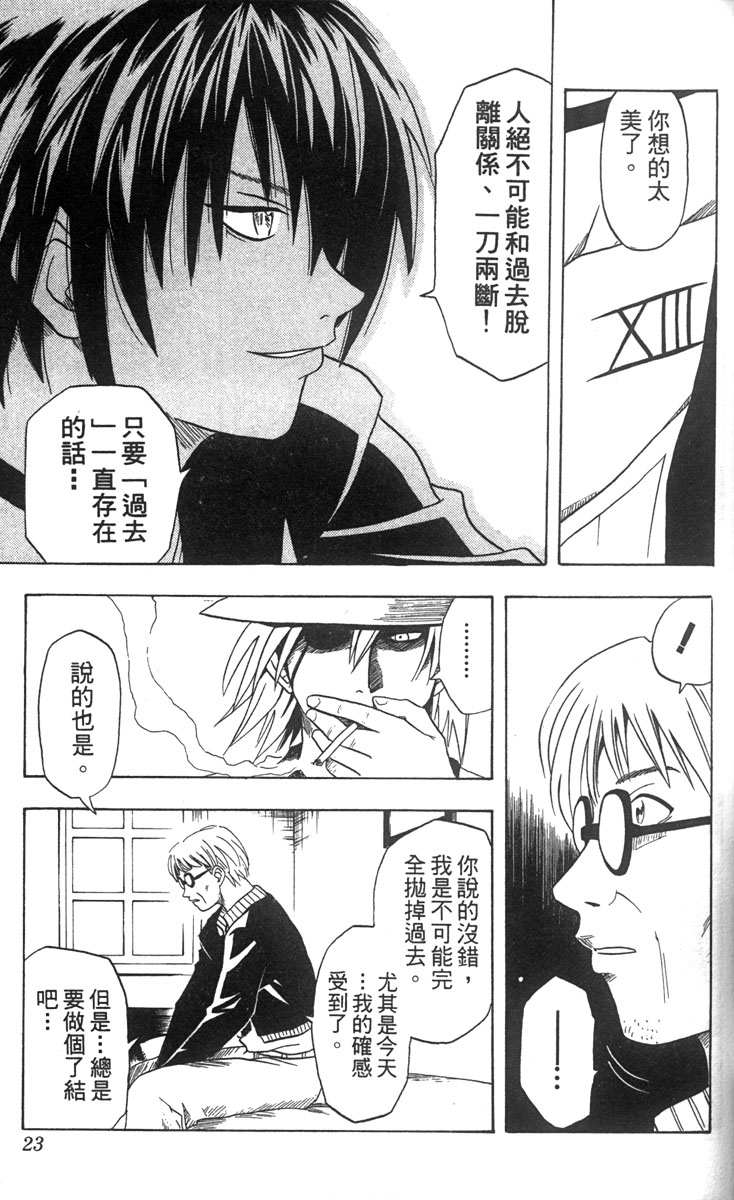 你想的太
美了。
XIII
人絕不可能和過去脫
離關係、一刀兩斷！
只要「過去
」一直存在
的話…
！
……
……
說的也是。
你說的沒錯，
我是不可能完
全拋掉過去。
尤其是今天
…我的確感
受到了。
但是…總是
要做個了結
吧…
23